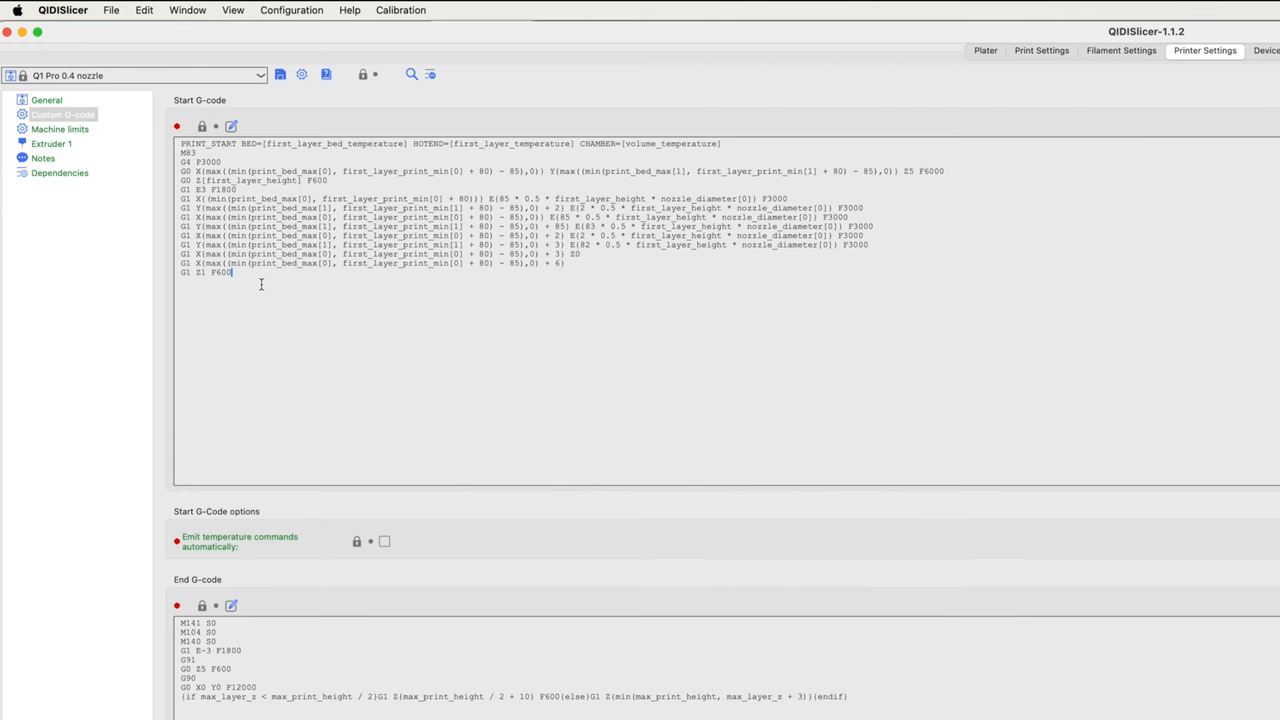 QIDISlicer File Edit Window View Configuration Help Calibration
QIDISlicer-1.1.2
Plater Print Settings Filament Settings Printer Settings Device
Q1 Pro 0.4 nozzle
General
Custom G-code
Machine limits
Extruder 1
Notes
Dependencies
Start G-code
PRINT_START BED=[first_layer_bed_temperature] HOTEND=[first_layer_temperature] CHAMBER=[volume_temperature]
M83
G4 P3000
G0 X{max((min(print_bed_max[0], first_layer_print_min[0] + 80) - 85),0)} Y{max((min(print_bed_max[1], first_layer_print_min[1] + 80) - 85),0)} Z5 F6000
G0 Z[first_layer_height] F600
G1 E3 F1800
G1 X{(min(print_bed_max[0], first_layer_print_min[0] + 80))} E{85 * 0.5 * first_layer_height * nozzle_diameter[0]} F3000
G1 Y{max((min(print_bed_max[1], first_layer_print_min[1] + 80) - 85),0) + 2} E{2 * 0.5 * first_layer_height * nozzle_diameter[0]} F3000
G1 X{max((min(print_bed_max[0], first_layer_print_min[0] + 80) - 85),0)} E{85 * 0.5 * first_layer_height * nozzle_diameter[0]} F3000
G1 Y{max((min(print_bed_max[1], first_layer_print_min[1] + 80) - 85),0) + 85} E{83 * 0.5 * first_layer_height * nozzle_diameter[0]} F3000
G1 X{max((min(print_bed_max[0], first_layer_print_min[0] + 80) - 85),0) + 2} E{2 * 0.5 * first_layer_height * nozzle_diameter[0]} F3000
G1 Y{max((min(print_bed_max[1], first_layer_print_min[1] + 80) - 85),0) + 3} E{82 * 0.5 * first_layer_height * nozzle_diameter[0]} F3000
G1 X{max((min(print_bed_max[0], first_layer_print_min[0] + 80) - 85),0) + 3} Z0
G1 X{max((min(print_bed_max[0], first_layer_print_min[0] + 80) - 85),0) + 6}
G1 Z1 F600
Start G-Code options
Emit temperature commands
automatically:
End G-code
M141 S0
M104 S0
M140 S0
G1 E-3 F1800
G91
G0 Z5 F600
G90
G0 X0 Y0 F12000
{if max_layer_z < max_print_height / 2}G1 Z{max_print_height / 2 + 10} F600{else}G1 Z{min(max_print_height, max_layer_z + 3)}{endif}